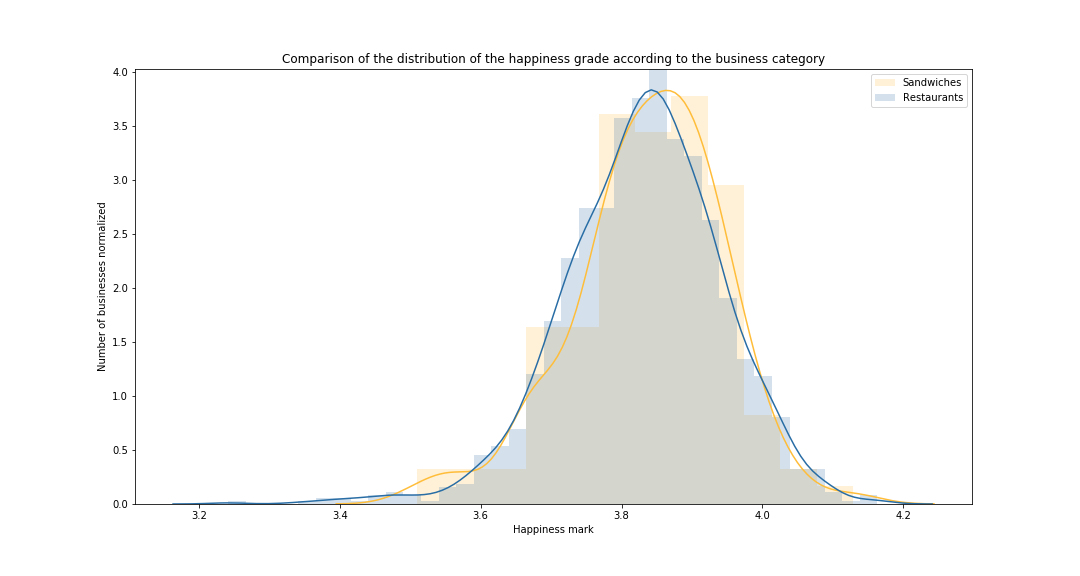 Comparison of the distribution of the happiness grade according to the business category
Sandwiches
Restaurants
Number of businesses normalized
4.0
3.5
3.0
2.5
2.0
1.5
1.0
0.5
0.0
3.2 3.4 3.6 3.8 4.0 4.2
Happiness mark